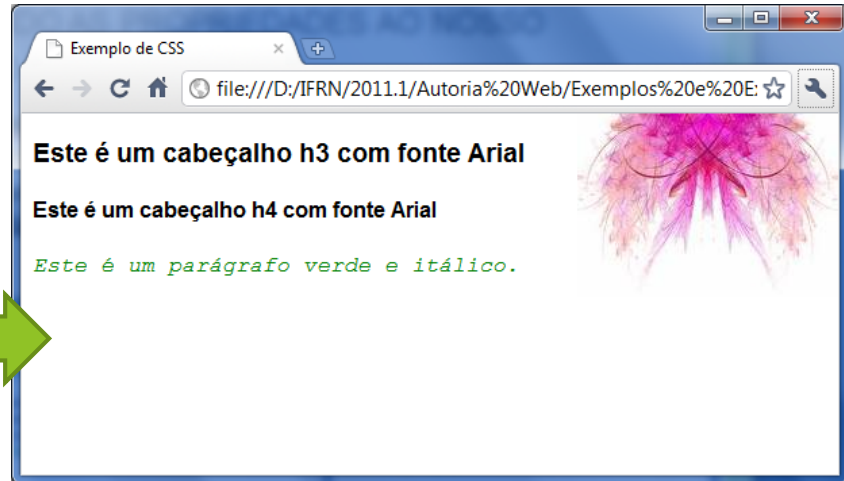 Exemplo de CSS
file:///D:/IFRN/2011.1/Autoria%20Web/Exemplos%20e%20E:
Este é um cabeçalho h3 com fonte Arial
Este é um cabeçalho h4 com fonte Arial
Este é um parágrafo verde e itálico.